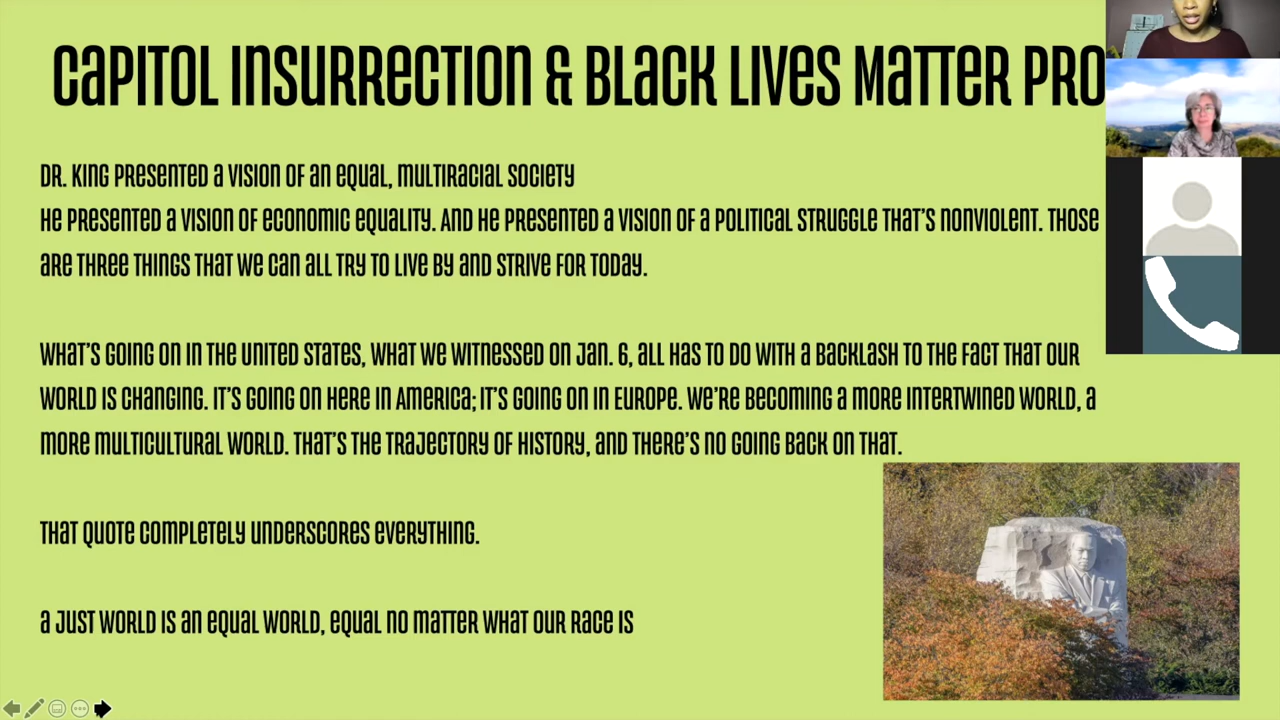 CAPITOL INSURRECTION & BLACK LIVES MATTER PRO
DR. KING PRESENTED A VISION OF AN EQUAL, MULTIRACIAL SOCIETY
HE PRESENTED A VISION OF ECONOMIC EQUALITY. AND HE PRESENTED A VISION OF A POLITICAL STRUGGLE THAT'S NONVIOLENT. THOSE
ARE THREE THINGS THAT WE CAN ALL TRY TO LIVE BY AND STRIVE FOR TODAY.
WHAT'S GOING ON IN THE UNITED STATES, WHAT WE WITNESSED ON JAN. 6, ALL HAS TO DO WITH A BACKLASH TO THE FACT THAT OUR
WORLD IS CHANGING. IT'S GOING ON HERE IN AMERICA; IT'S GOING ON IN EUROPE. WE'RE BECOMING A MORE INTERTWINED WORLD, A
MORE MULTICULTURAL WORLD. THAT'S THE TRAJECTORY OF HISTORY, AND THERE'S NO GOING BACK ON THAT.
THAT QUOTE COMPLETELY UNDERSCORES EVERYTHING.
A JUST WORLD IS AN EQUAL WORLD, EQUAL NO MATTER WHAT OUR RACE IS